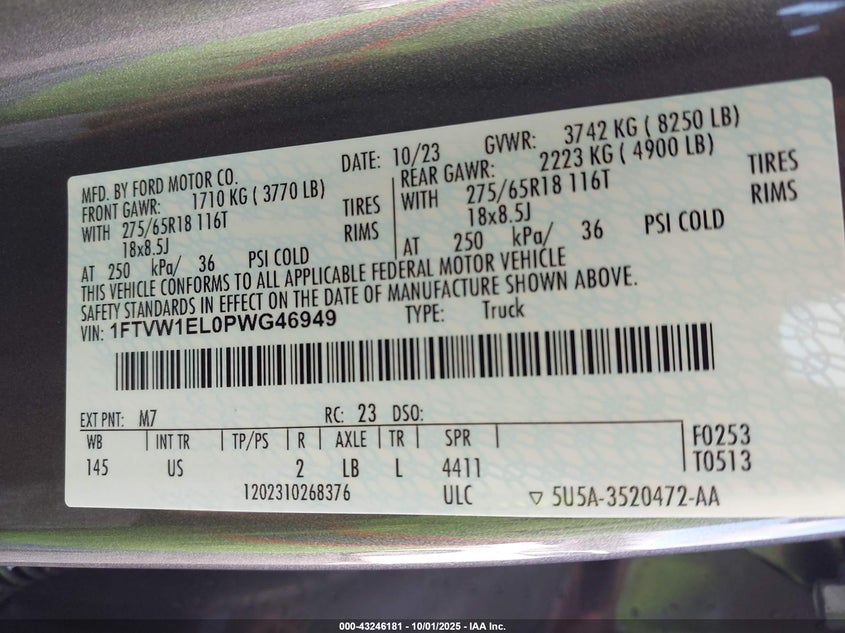 MFD. BY FORD MOTOR CO.
DATE: 10/23
GVWR: 3742 KG ( 8250 LB)
FRONT GAWR: 1710 KG ( 3770 LB)
REAR GAWR: 2223 KG ( 4900 LB)
WITH 275/65R18 116T TIRES
WITH 275/65R18 116T TIRES
18x8.5J RIMS
18x8.5J RIMS
AT 250 kPa/ 36 PSI COLD
AT 250 kPa/ 36 PSI COLD
THIS VEHICLE CONFORMS TO ALL APPLICABLE FEDERAL MOTOR VEHICLE
SAFETY STANDARDS IN EFFECT ON THE DATE OF MANUFACTURE SHOWN ABOVE.
VIN: 1FTVW1EL0PWG46949 TYPE: Truck
EXT PNT: M7 RC: 23 DSO:
WB INT TR TP/PS R AXLE TR SPR F0253
145 US 2 LB L 4411 T0513
1202310268376 ULC ▽ 5U5A-3520472-AA
000-43246181 - 10/01/2025 - IAA Inc.